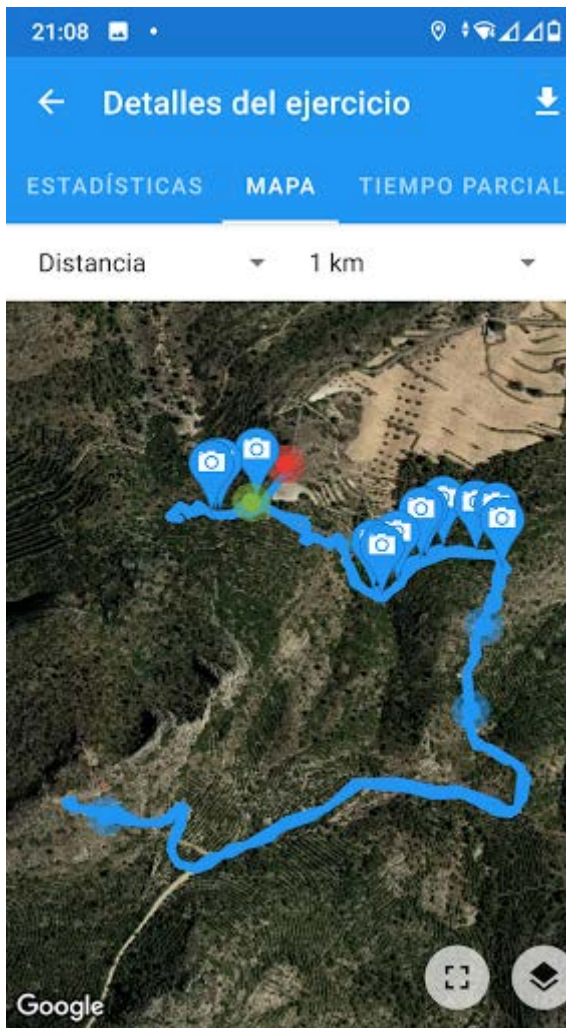 21:08
Detalles del ejercicio
ESTADÍSTICAS MAPA TIEMPO PARCIAL
Distancia 1 km
Google